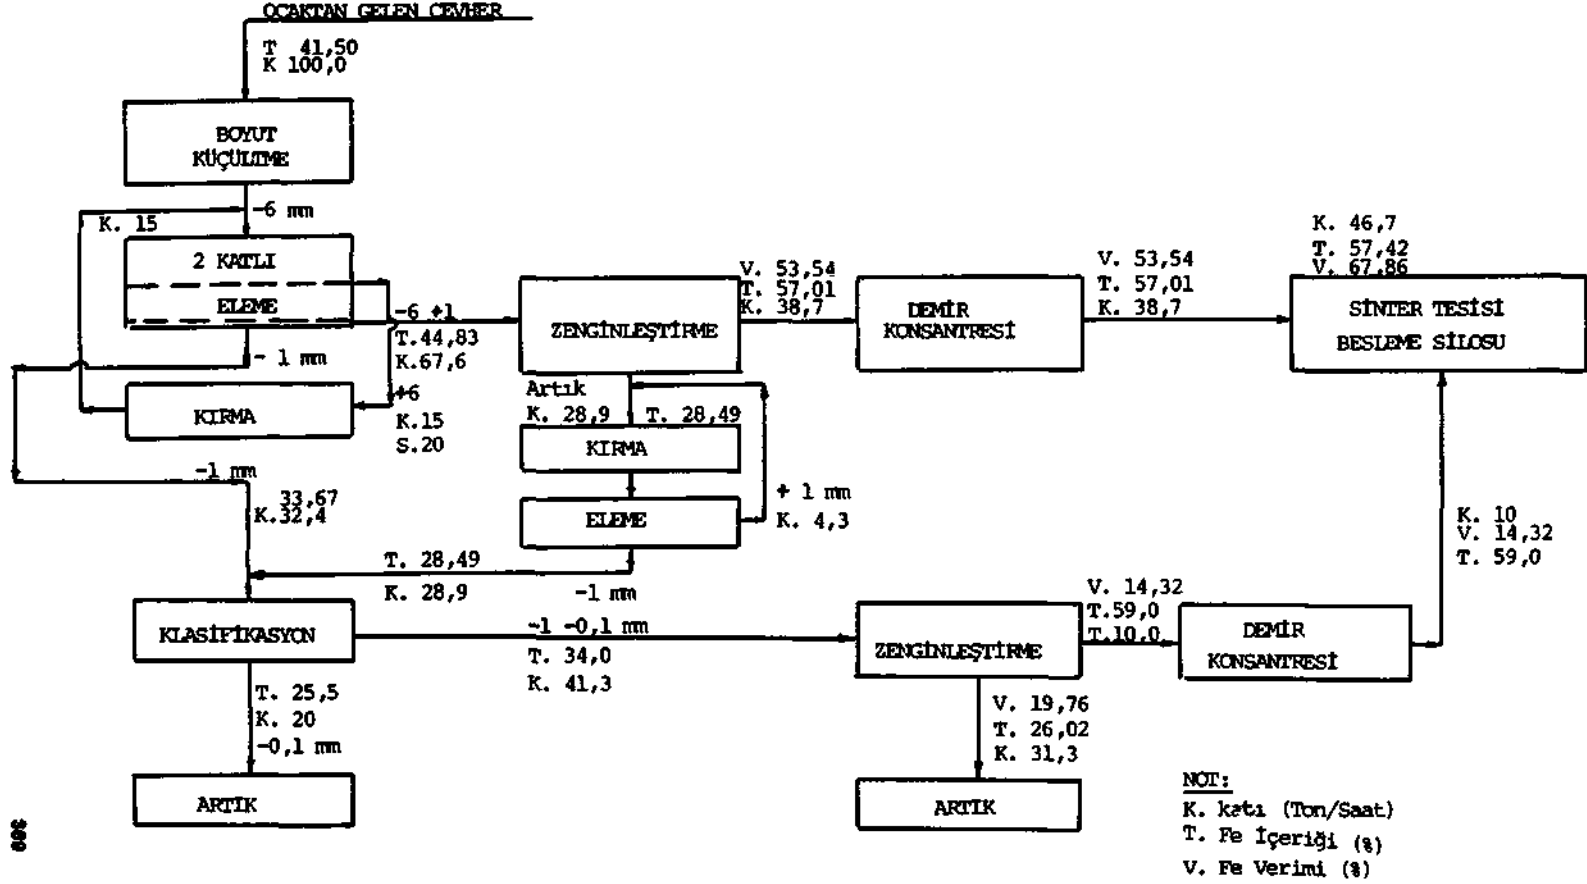 OCAKTAN GELEN CEVHER
T 41,50
K 100,0
BOYUT
KÜÇÜLTME
-6 mm
K. 15
2 KATLI
ELEME
-6 +1
T.44,83
K.67,6
- 1 mm
+6
K.15
S.20
KIRMA
-1 mm
33,67
K.32,4
ZENGİNLEŞTİRME
V. 53,54
T. 57,01
K. 38,7
DEMİR
KONSANTRESİ
V. 53,54
T. 57,01
K. 38,7
K. 46,7
T. 57,42
V. 67,86
SİNTER TESİSİ
BESLEME SİLOSU
Artık
K. 28,9
T. 28,49
KIRMA
ELEME
+ 1 mm
K. 4,3
T. 28,49
K. 28,9
-1 mm
K. 10
V. 14,32
T. 59,0
KLASİFİKASYON
-1 -0,1 mm
T. 34,0
K. 41,3
ZENGİNLEŞTİRME
V. 14,32
T.59,0
T.10,0
DEMİR
KONSANTRESİ
T. 25,5
K. 20
-0,1 mm
ARTIK
V. 19,76
T. 26,02
K. 31,3
ARTIK
NOT:
K. katı (Ton/Saat)
T. Fe İçeriği (%)
V. Fe Verimi (%)